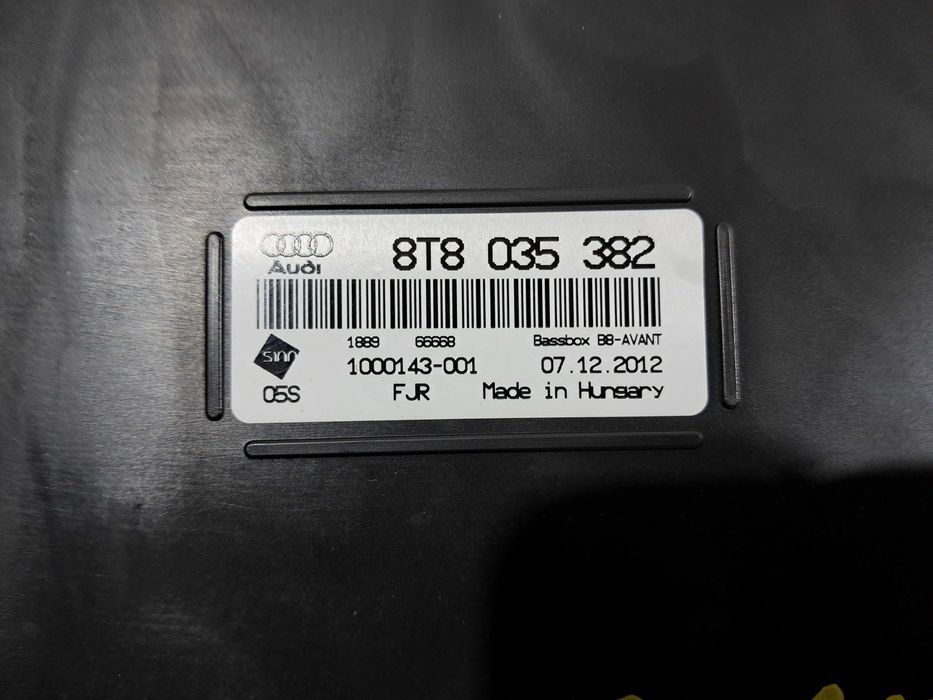 Audi
8T8 035 382
1889 66668 Bassbox B8-AVANT
1000143-001 07.12.2012
05S FJR Made in Hungary